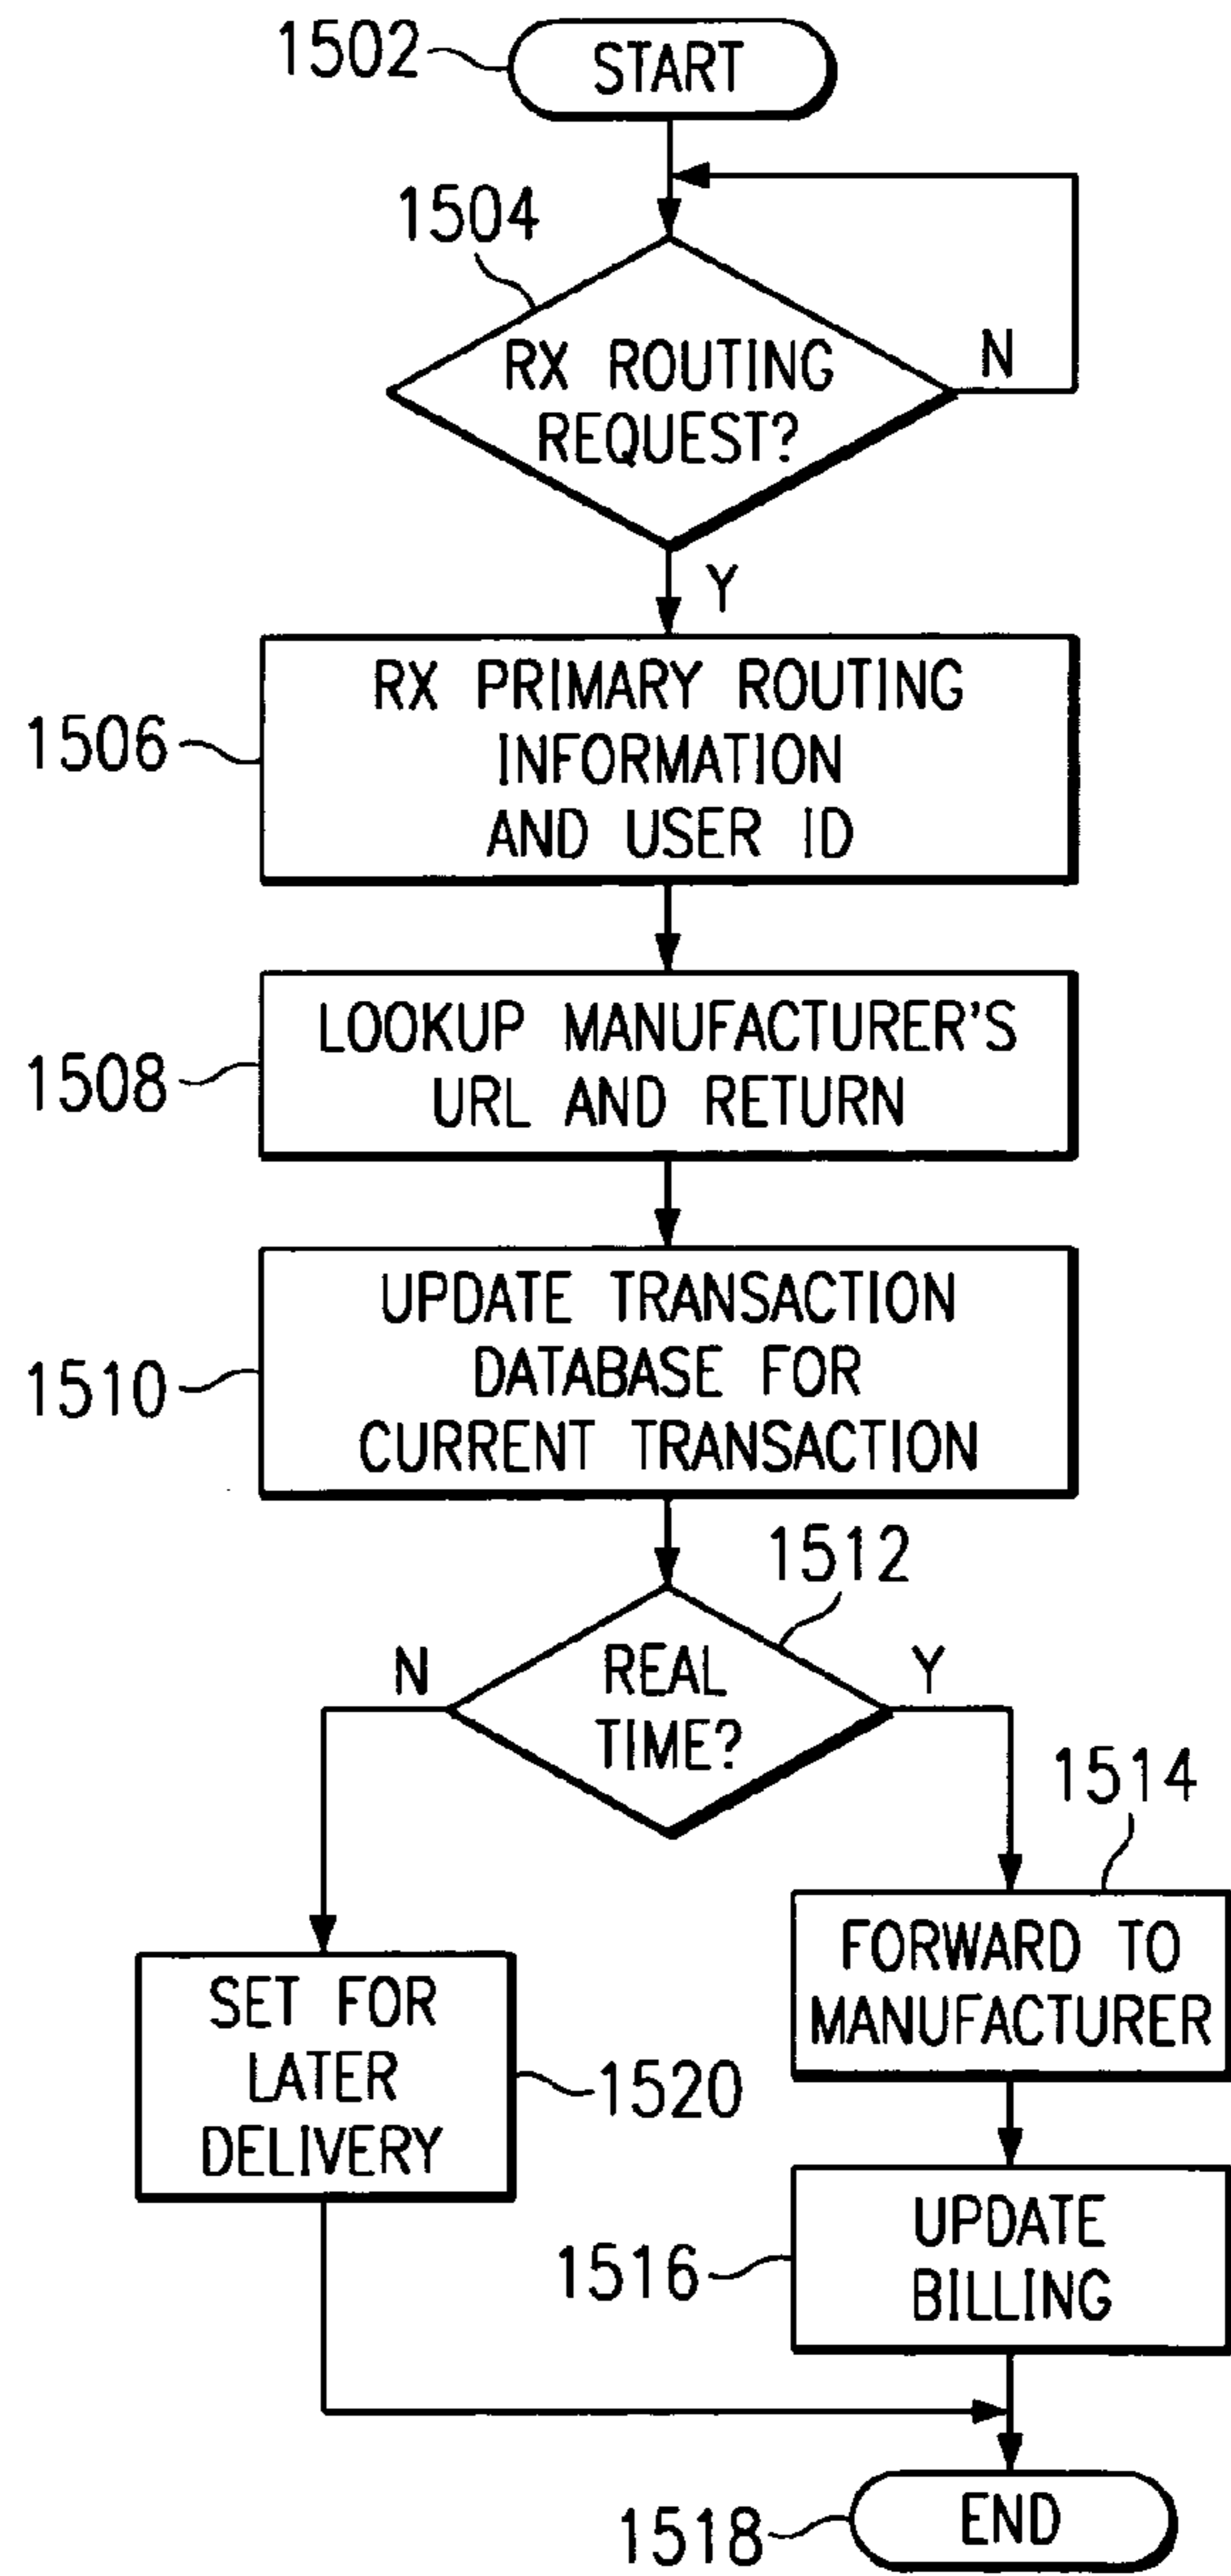 1502
START
1504
RX ROUTING
REQUEST?
N
Y
RX PRIMARY ROUTING
INFORMATION
AND USER ID
1506
LOOKUP MANUFACTURER'S
URL AND RETURN
1508
UPDATE TRANSACTION
DATABASE FOR
CURRENT TRANSACTION
1510
1512
REAL
TIME?
N
Y
1514
FORWARD TO
MANUFACTURER
SET FOR
LATER
DELIVERY
1520
UPDATE
BILLING
1516
END
1518